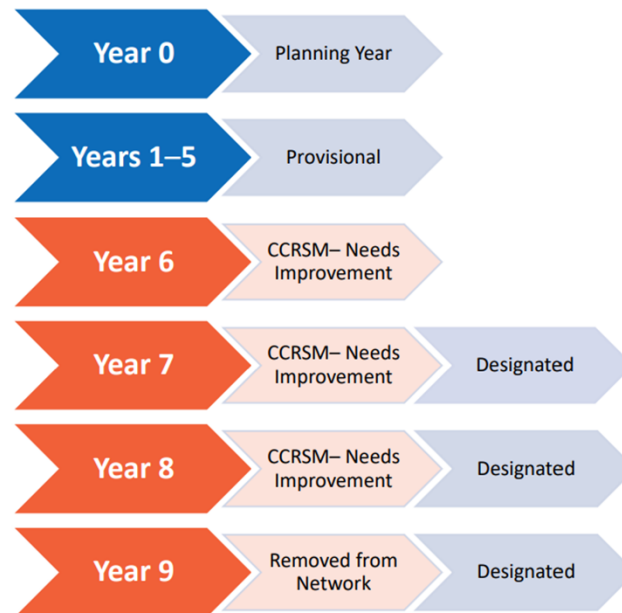 Year 0
Planning Year
Years 1–5
Provisional
Year 6
CCRSM– Needs
Improvement
Year 7
CCRSM– Needs
Improvement
Designated
Year 8
CCRSM– Needs
Improvement
Designated
Year 9
Removed from
Network
Designated